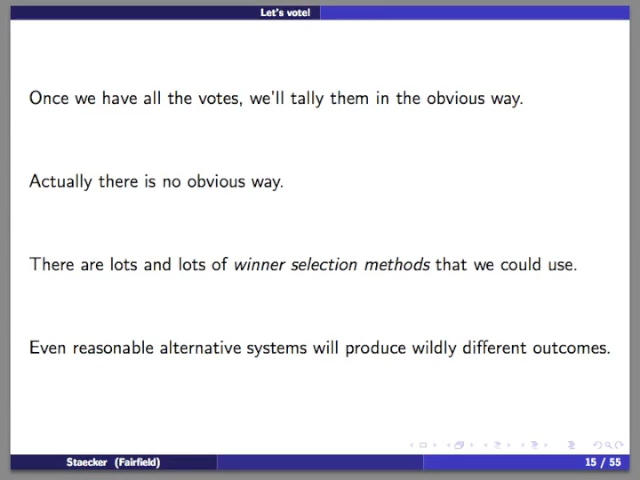 Let's vote!
Once we have all the votes, we'll tally them in the obvious way.
Actually there is no obvious way.
There are lots and lots of winner selection methods that we could use.
Even reasonable alternative systems will produce wildly different outcomes.
Staecker (Fairfield)
15 / 55